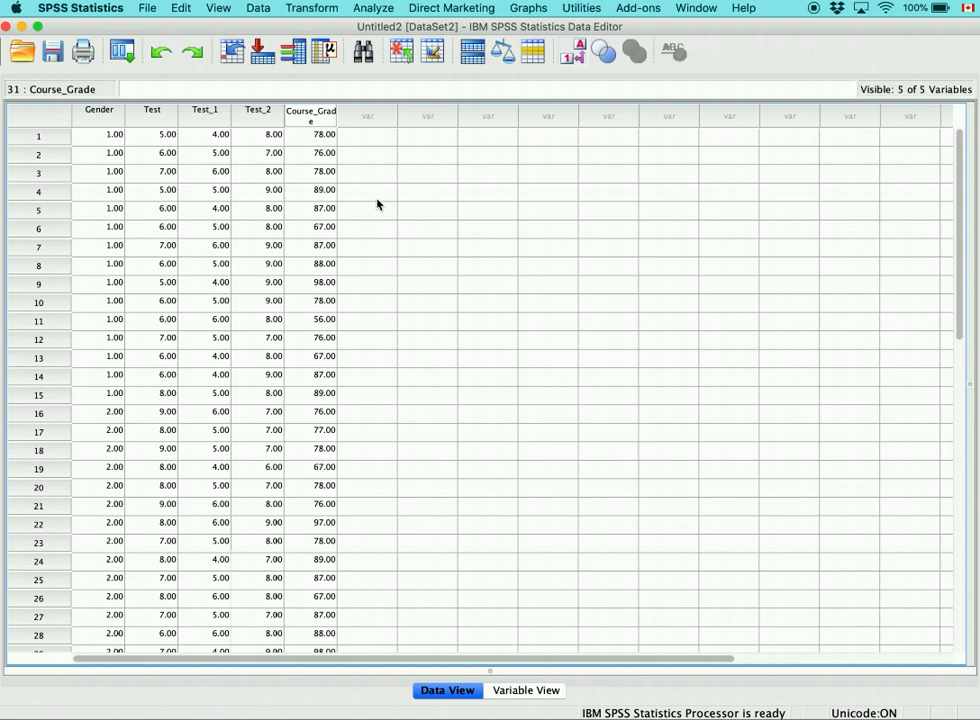 SPSS Statistics File Edit View Data Transform Analyze Direct Marketing Graphs Utilities Add-ons Window Help 100%
Untitled2 [DataSet2] - IBM SPSS Statistics Data Editor
31 : Course_Grade Visible: 5 of 5 Variables
Gender Test Test_1 Test_2 Course_Grad
e var var var var var var var var var var
1 1.00 5.00 4.00 8.00 78.00
2 1.00 6.00 5.00 7.00 76.00
3 1.00 7.00 6.00 8.00 78.00
4 1.00 5.00 5.00 9.00 89.00
5 1.00 6.00 4.00 8.00 87.00
6 1.00 6.00 5.00 8.00 67.00
7 1.00 7.00 6.00 9.00 87.00
8 1.00 6.00 5.00 9.00 88.00
9 1.00 5.00 4.00 9.00 98.00
10 1.00 6.00 5.00 9.00 78.00
11 1.00 6.00 6.00 8.00 56.00
12 1.00 7.00 5.00 7.00 76.00
13 1.00 6.00 4.00 8.00 67.00
14 1.00 6.00 4.00 9.00 87.00
15 1.00 8.00 5.00 8.00 89.00
16 2.00 9.00 6.00 7.00 76.00
17 2.00 8.00 5.00 7.00 77.00
18 2.00 9.00 5.00 7.00 78.00
19 2.00 8.00 4.00 6.00 67.00
20 2.00 8.00 5.00 7.00 78.00
21 2.00 9.00 6.00 8.00 76.00
22 2.00 8.00 6.00 9.00 97.00
23 2.00 7.00 5.00 8.00 78.00
24 2.00 8.00 4.00 7.00 89.00
25 2.00 7.00 5.00 8.00 87.00
26 2.00 8.00 6.00 8.00 67.00
27 2.00 7.00 5.00 7.00 87.00
28 2.00 6.00 6.00 8.00 88.00
Data View Variable View
IBM SPSS Statistics Processor is ready Unicode:ON